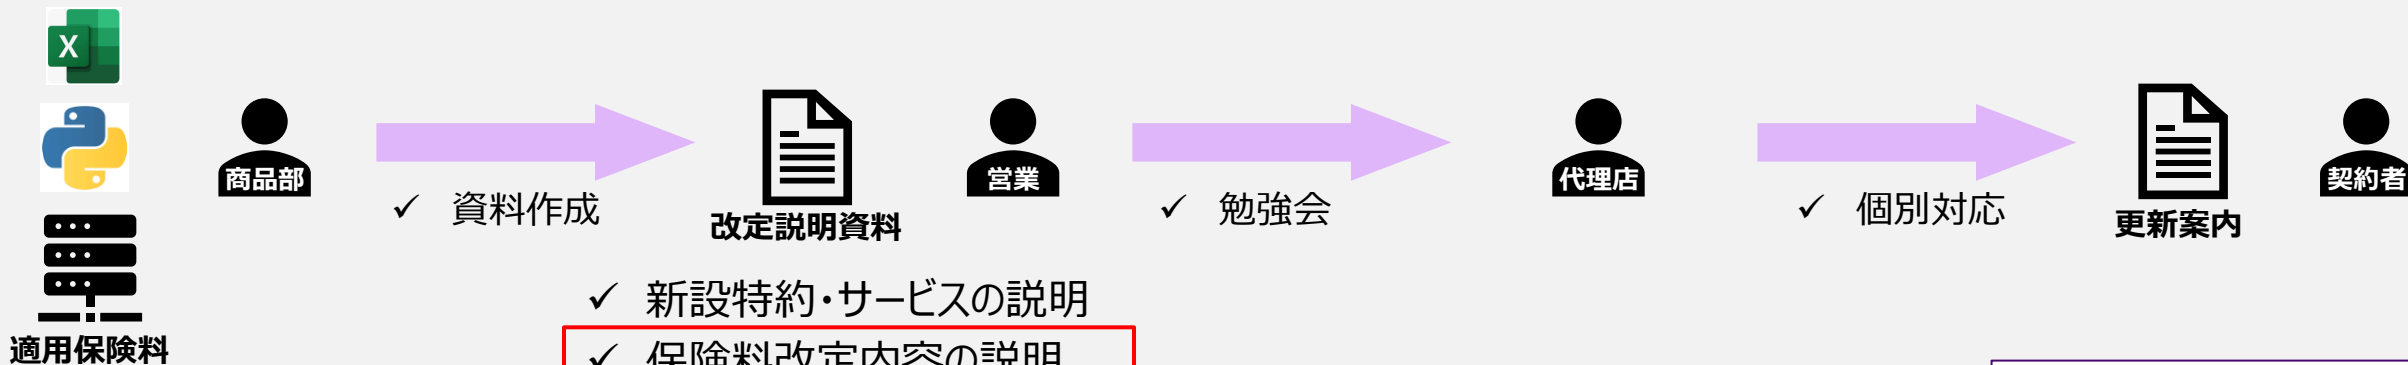 X
商品部
営業
代理店
契約者
✓ 資料作成
✓ 勉強会
✓ 個別対応
改定説明資料
更新案内
✓ 新設特約・サービスの説明
適用保険料
✓ 保険料改定内容の説明